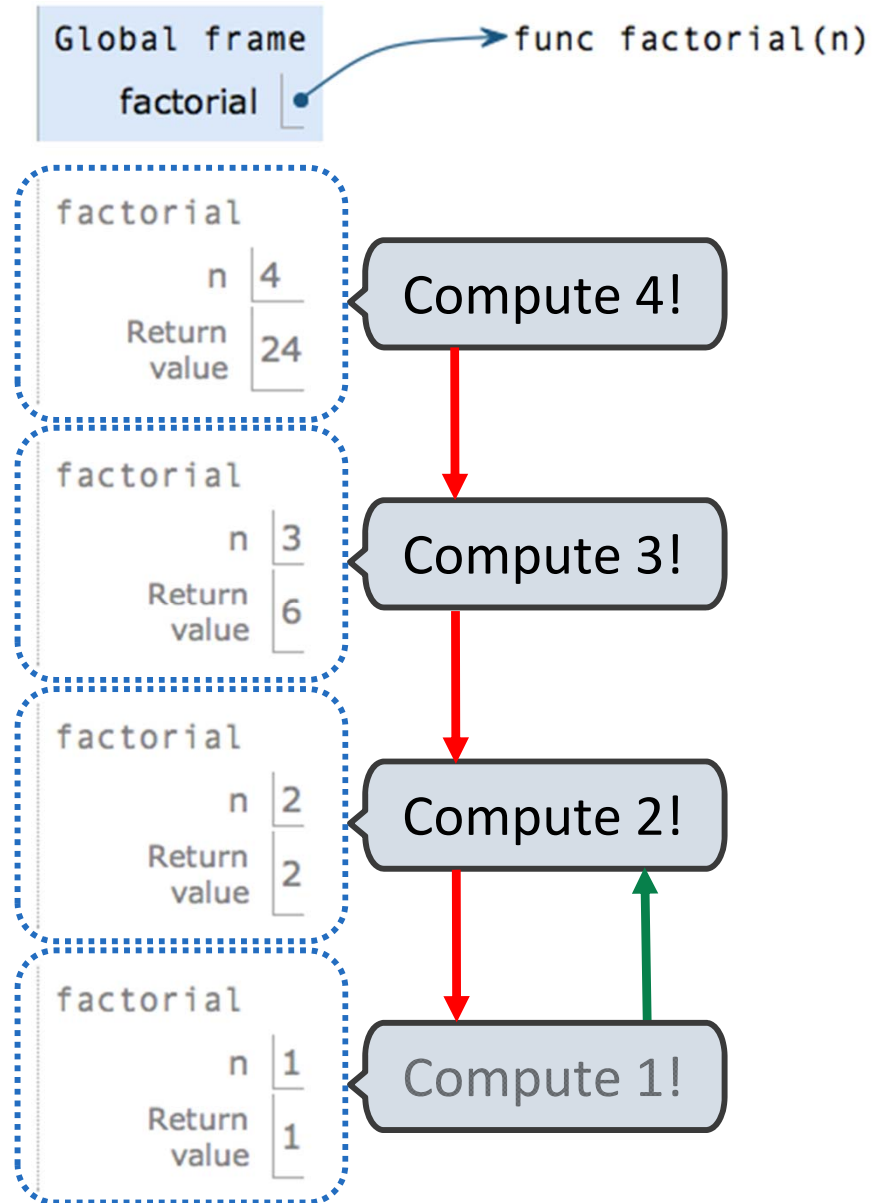 Global frame
func factorial(n)
factorial
factorial
n 4
Return
value 24
Compute 4!
factorial
n 3
Return
value 6
Compute 3!
factorial
n 2
Return
value 2
Compute 2!
factorial
n 1
Return
value 1
Compute 1!